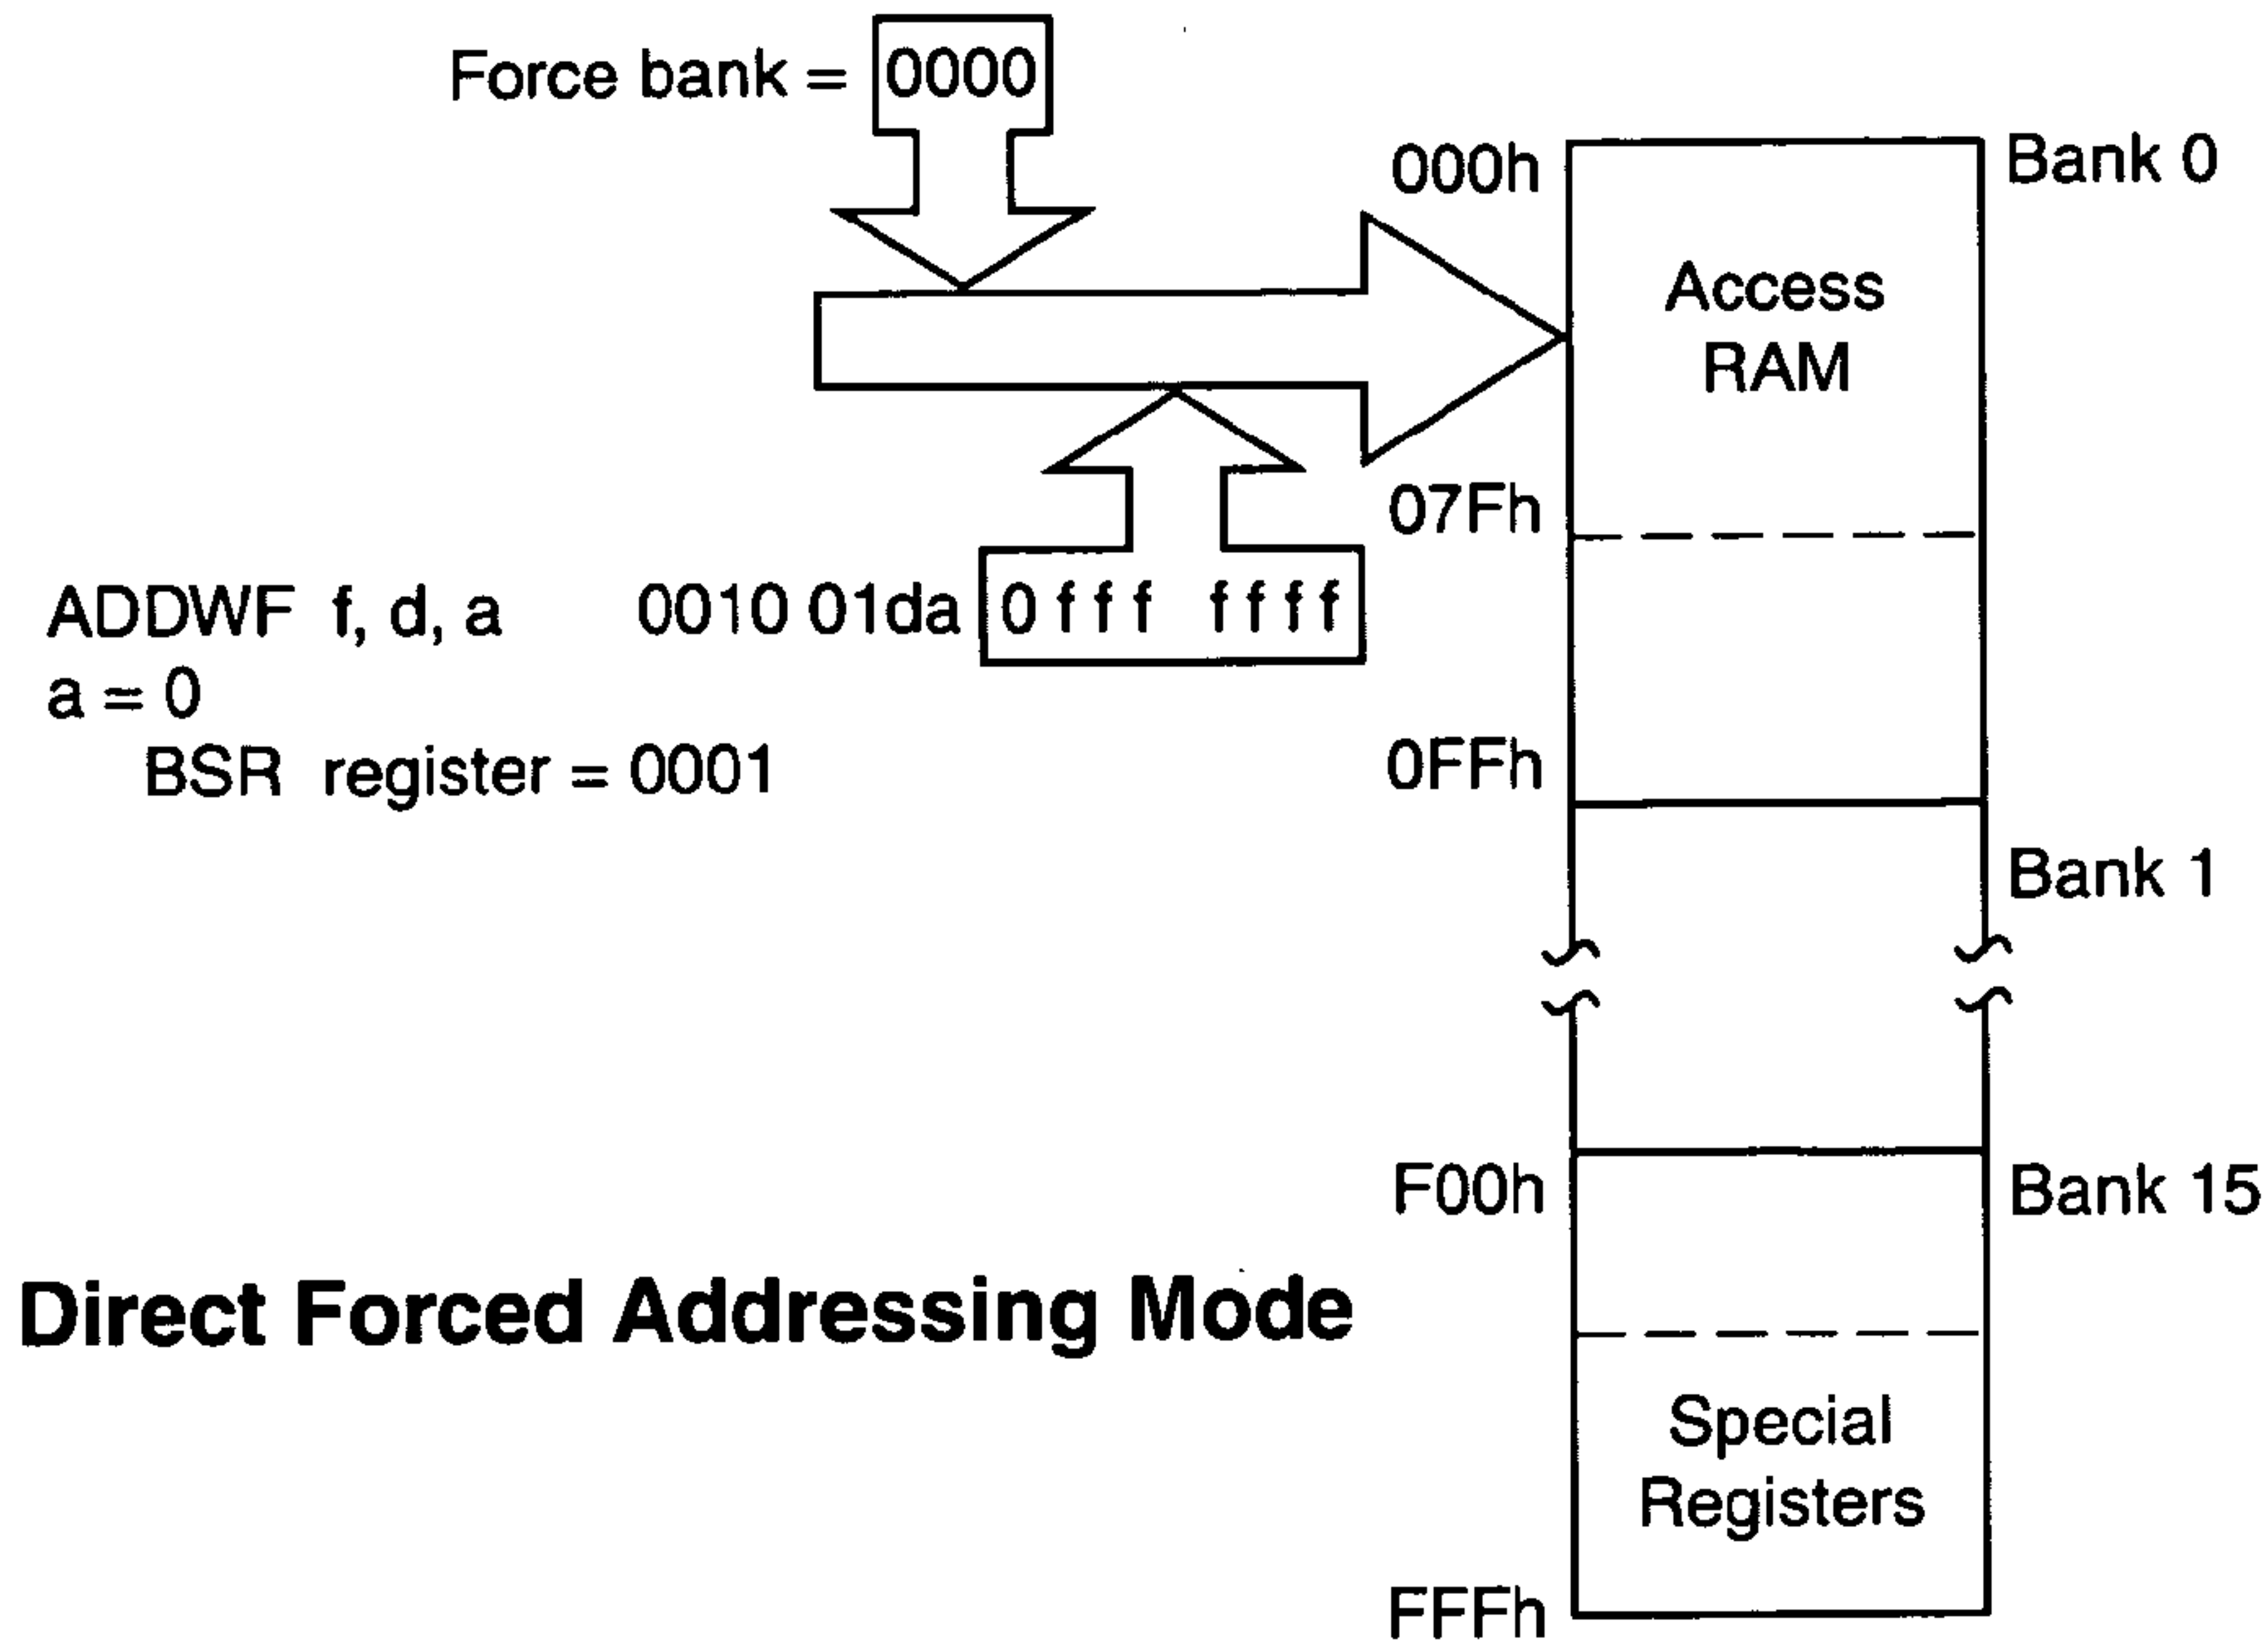 Force bank = 0000
000h
Bank 0
Access
RAM
07Fh
ADDWF f, d, a 0010 01da 0 f f f f f f f
a = 0
BSR register = 0001
0FFh
Bank 1
F00h
Bank 15
Direct Forced Addressing Mode
Special
Registers
FFFh